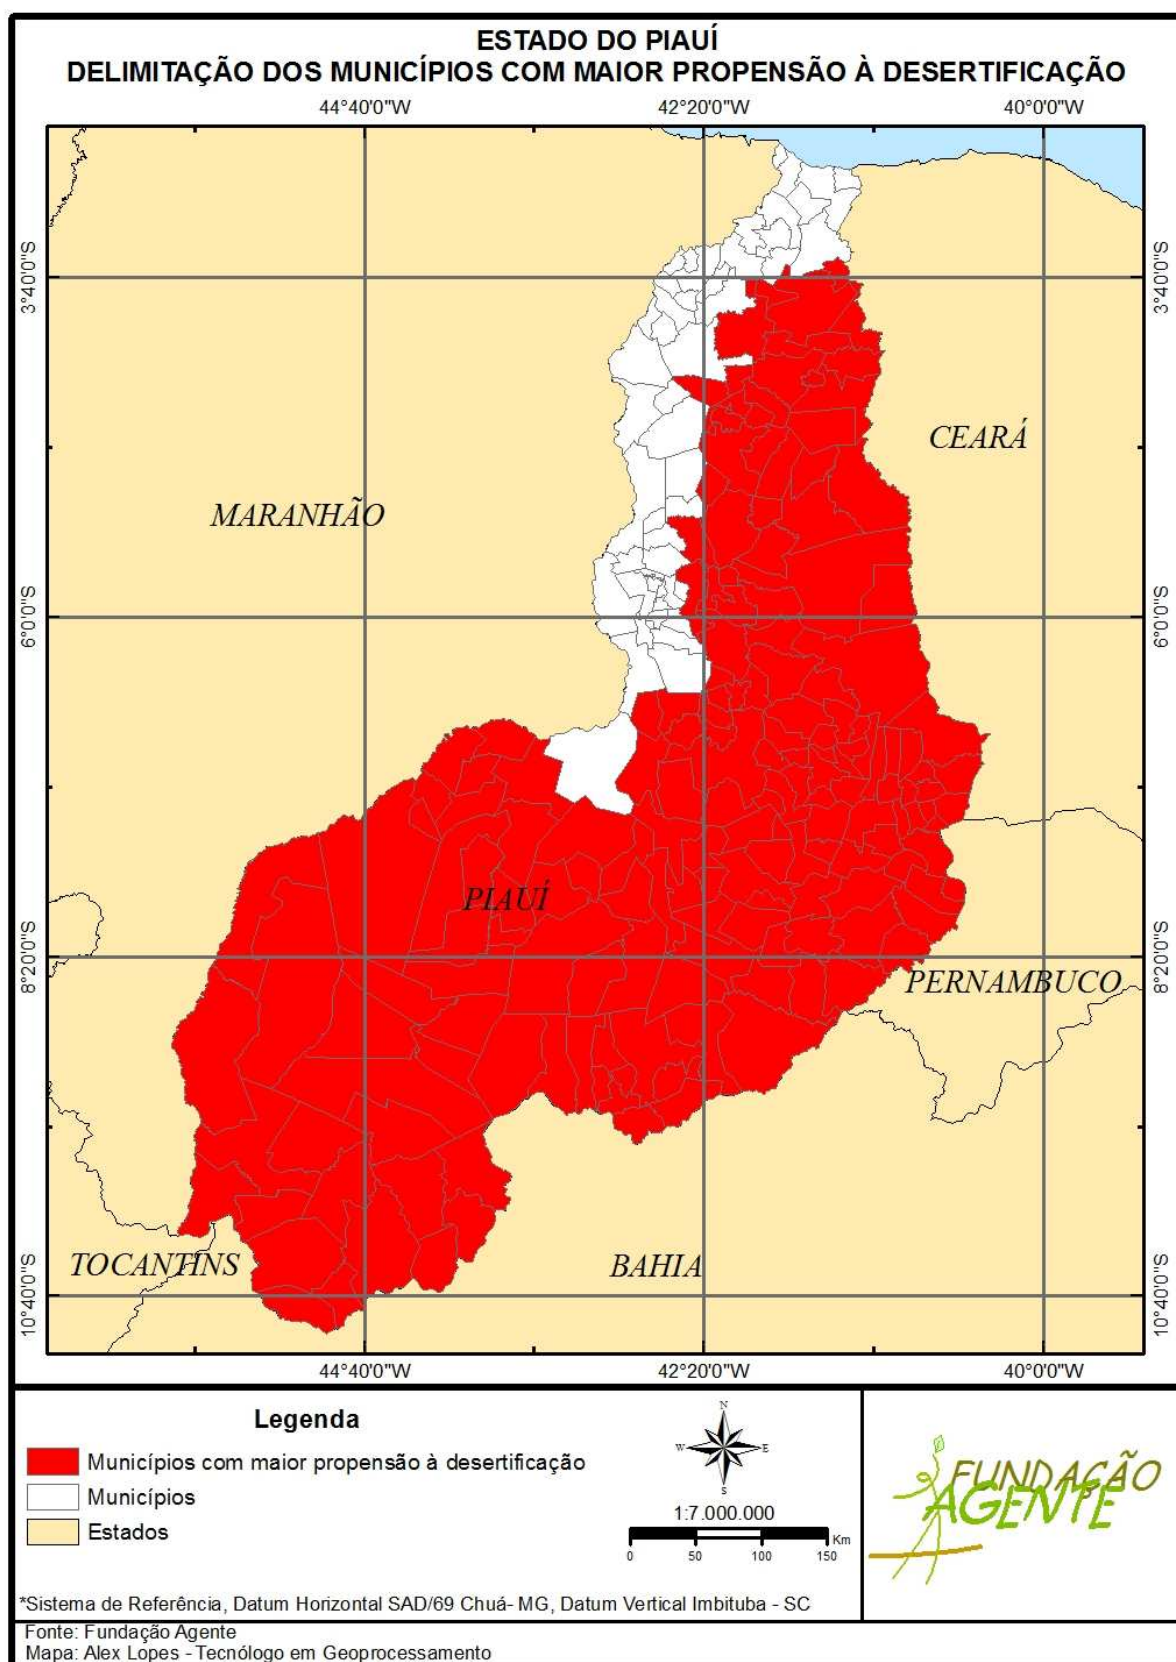 ESTADO DO PIAUÍ
DELIMITAÇÃO DOS MUNICÍPIOS COM MAIOR PROPENSÃO À DESERTIFICAÇÃO
44°40'0"W 42°20'0"W 40°0'0"W
3°40'0"S 3°40'0"S
CEARÁ
MARANHÃO
6°0'0"S 6°0'0"S
PIAUÍ
8°20'0"S 8°20'0"S
PERNAMBUCO
TOCANTINS BAHIA
10°40'0"S 10°40'0"S
44°40'0"W 42°20'0"W 40°0'0"W
Legenda
Municípios com maior propensão à desertificação
Municípios
Estados
N
W E
S
1:7.000.000
Km
0 50 100 150
FUNDAÇÃO
AGENTE
*Sistema de Referência, Datum Horizontal SAD/69 Chuá- MG, Datum Vertical Imbituba - SC
Fonte: Fundação Agente
Mapa: Alex Lopes - Tecnólogo em Geoprocessamento